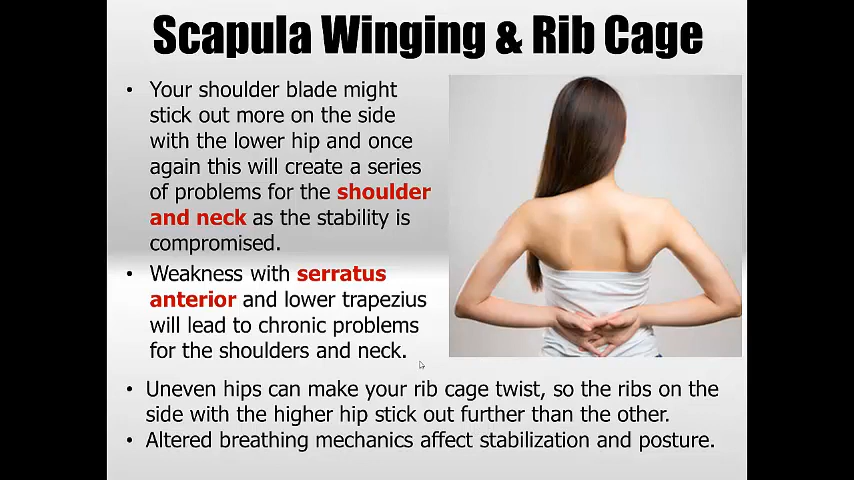 Scapula Winging & Rib Cage
• Your shoulder blade might
stick out more on the side
with the lower hip and once
again this will create a series
of problems for the shoulder
and neck as the stability is
compromised.
• Weakness with serratus
anterior and lower trapezius
will lead to chronic problems
for the shoulders and neck.
• Uneven hips can make your rib cage twist, so the ribs on the
side with the higher hip stick out further than the other.
• Altered breathing mechanics affect stabilization and posture.